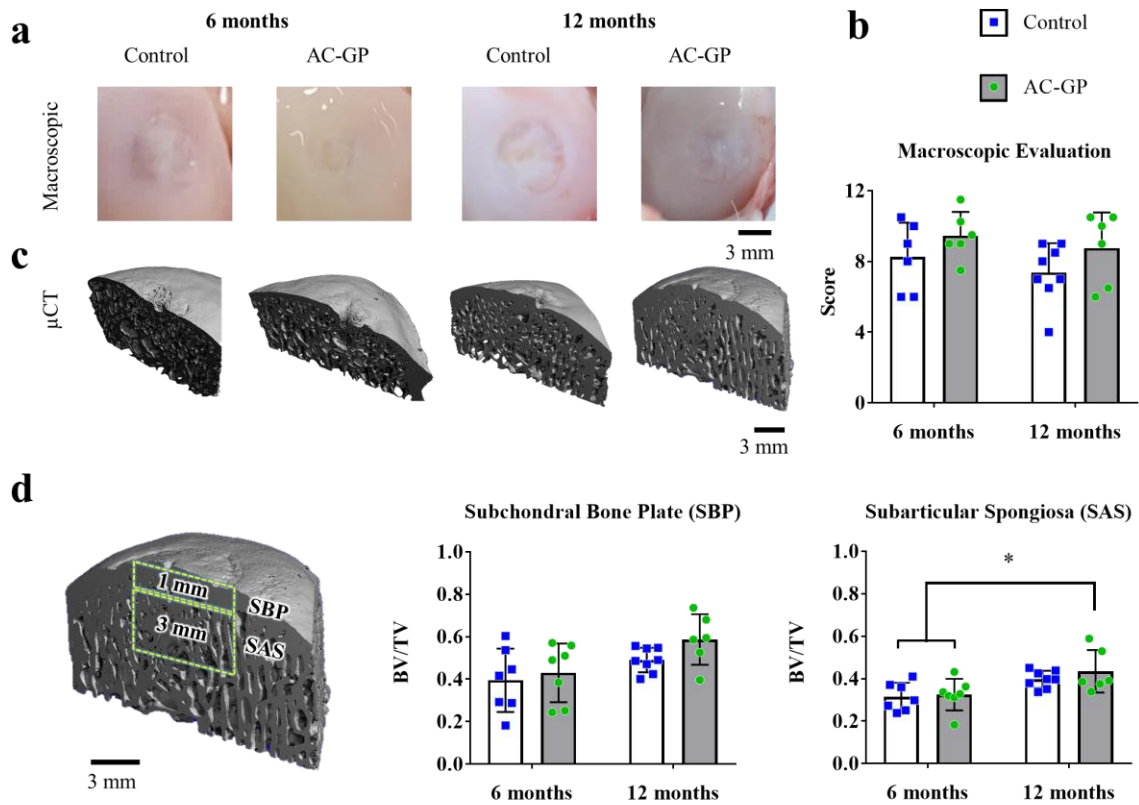 a
6 months
12 months
Control
AC-GP
Control
AC-GP
Macroscopic
3 mm
b
Control
AC-GP
Macroscopic Evaluation
12
8
4
0
Score
6 months
12 months
c
µCT
3 mm
d
1 mm
3 mm
SBP
SAS
3 mm
Subchondral Bone Plate (SBP)
1.0
0.8
0.6
0.4
0.2
0.0
BV/TV
6 months
12 months
Subarticular Spongiosa (SAS)
*
1.0
0.8
0.6
0.4
0.2
0.0
BV/TV
6 months
12 months